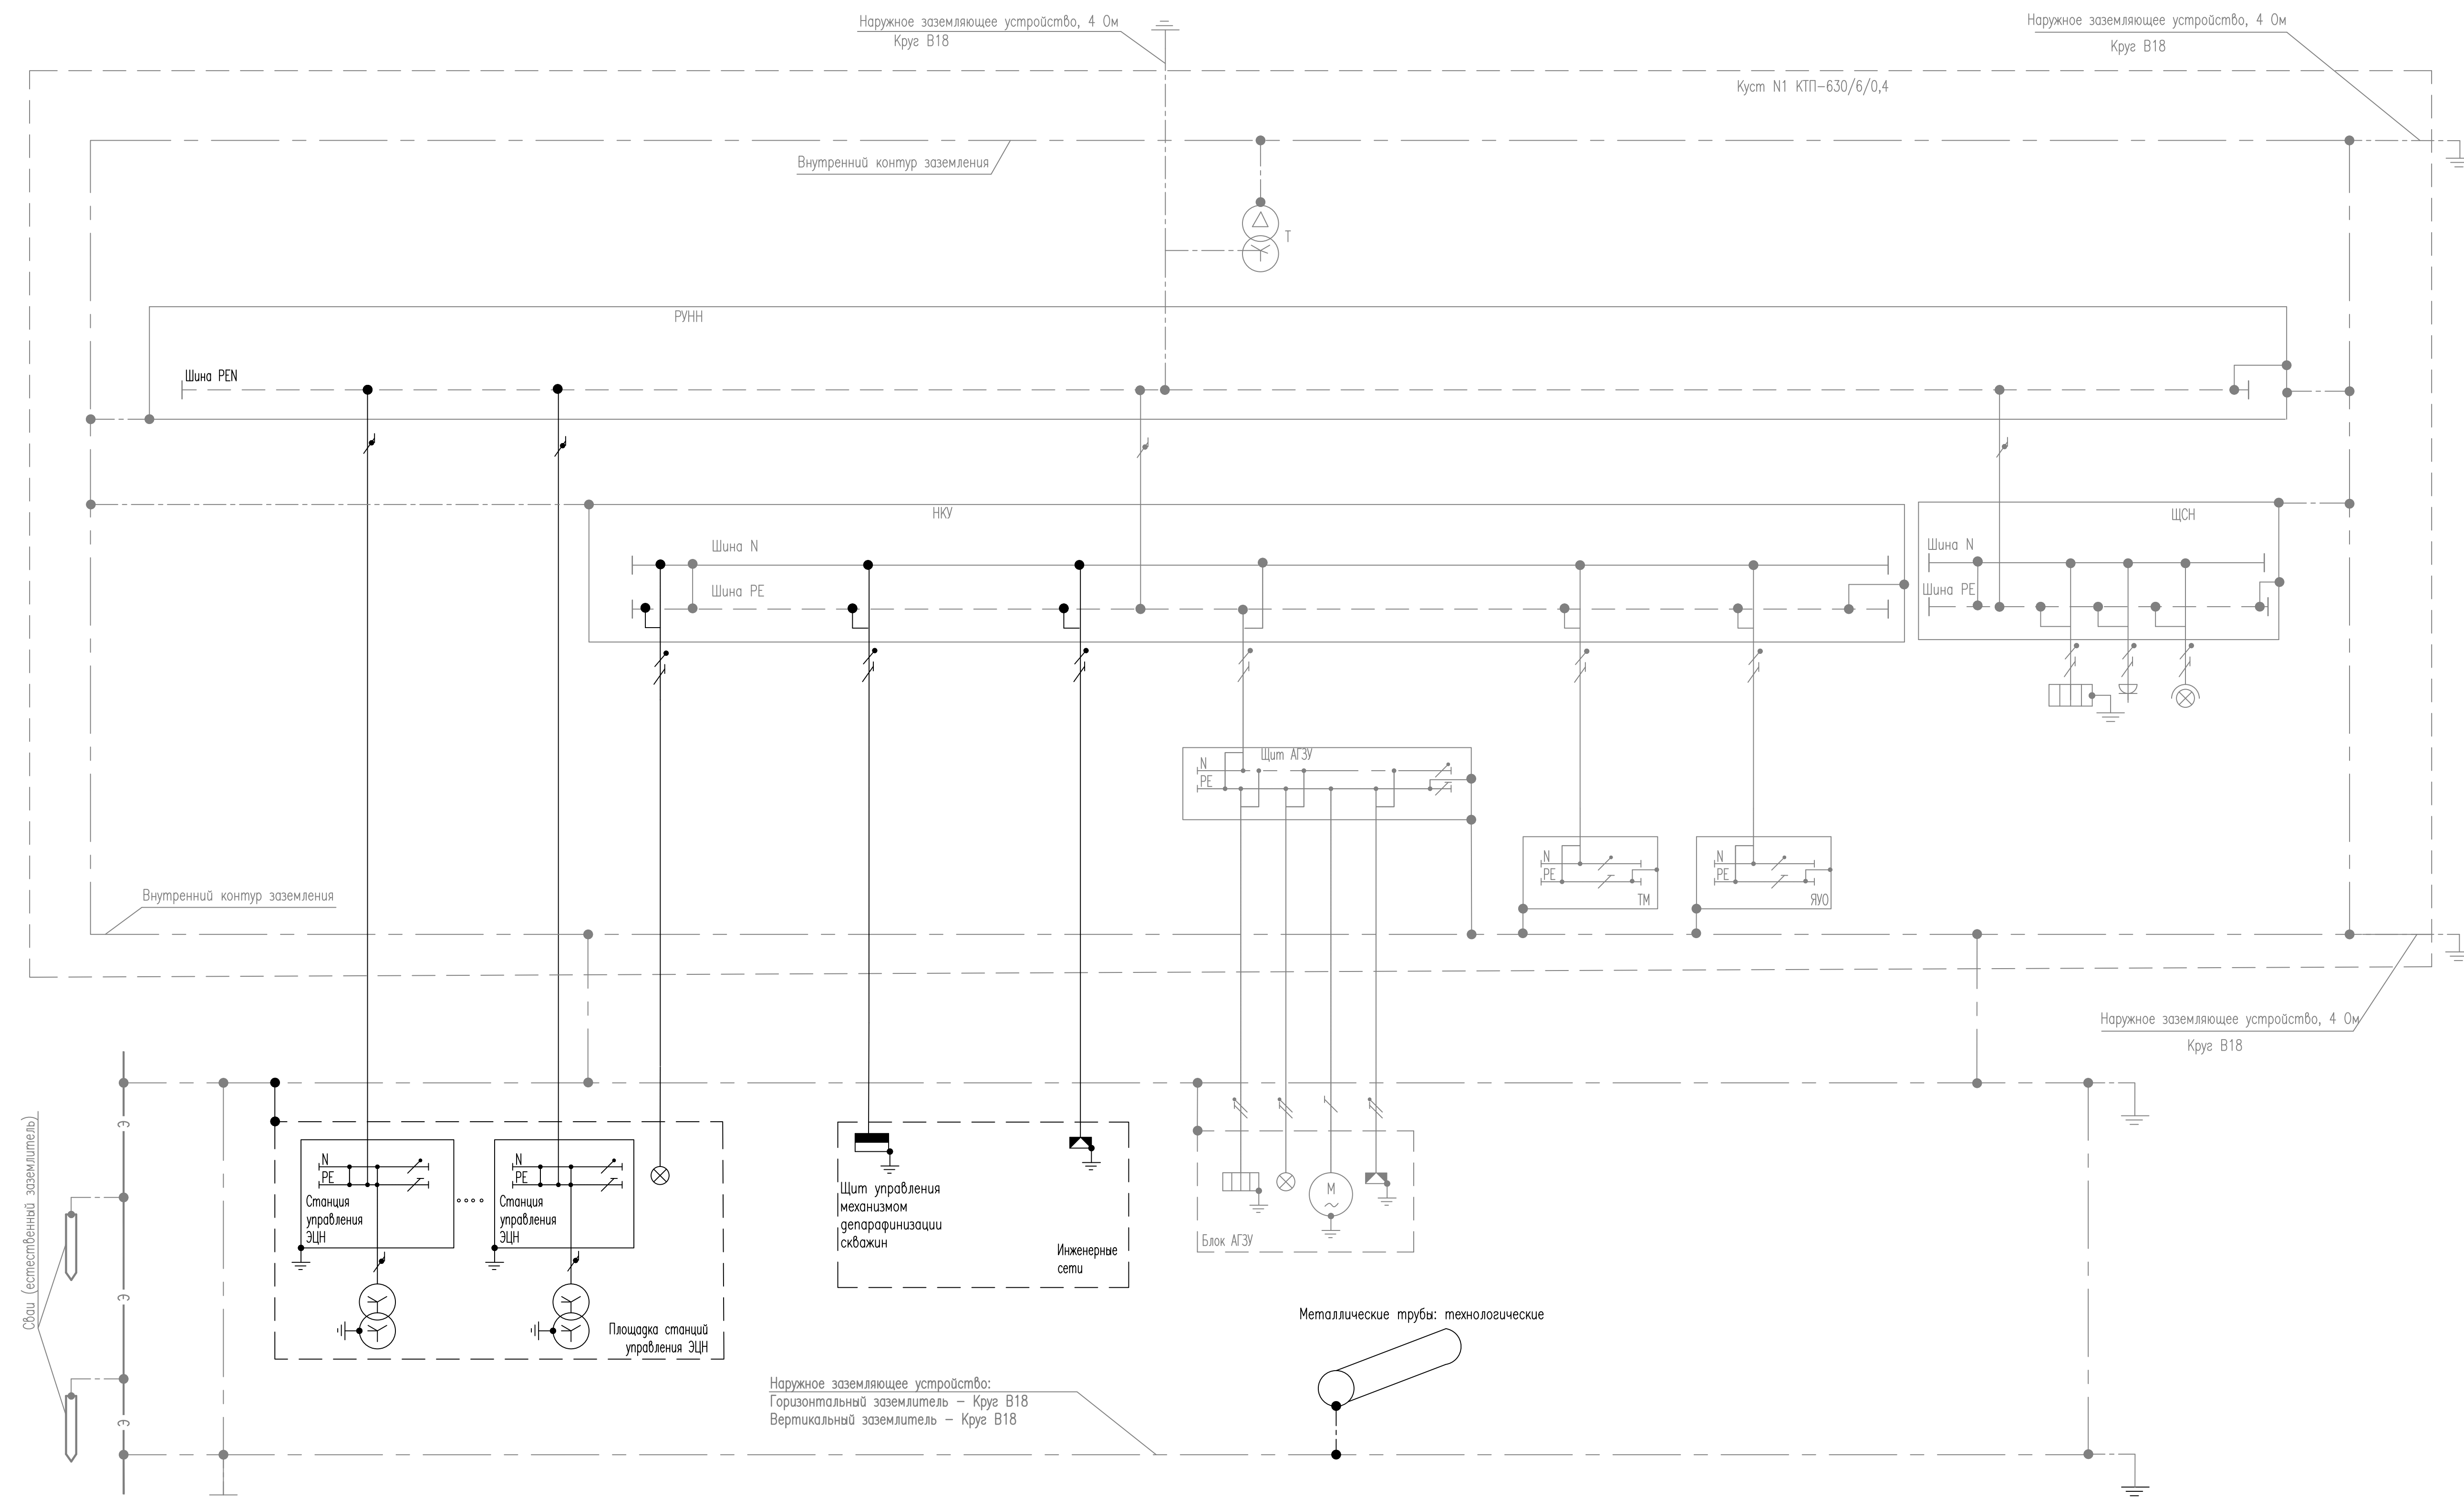 Наружное заземляющее устройство, 4 Ом
Круг В18
Наружное заземляющее устройство, 4 Ом
Круг В18
Куст N1 КТП-630/6/0,4
Внутренний контур заземления
Т
РУНН
Шина PEN
НКУ
Шина N
Шина PE
ЩСН
Шина N
Шина PE
Щит АГЗУ
N
PE
N
PE
ТМ
N
PE
ЯУО
Внутренний контур заземления
Наружное заземляющее устройство, 4 Ом
Круг В18
Сваи (естественный заземлитель)
Э
Э
Э
N
PE
Станция
управления
ЭЦН
N
PE
Станция
управления
ЭЦН
Площадка станций
управления ЭЦН
Щит управления
механизмом
депарафинизации
скважин
Инженерные
сети
М
Блок АГЗУ
Металлические трубы: технологические
Наружное заземляющее устройство:
Горизонтальный заземлитель – Круг В18
Вертикальный заземлитель – Круг В18